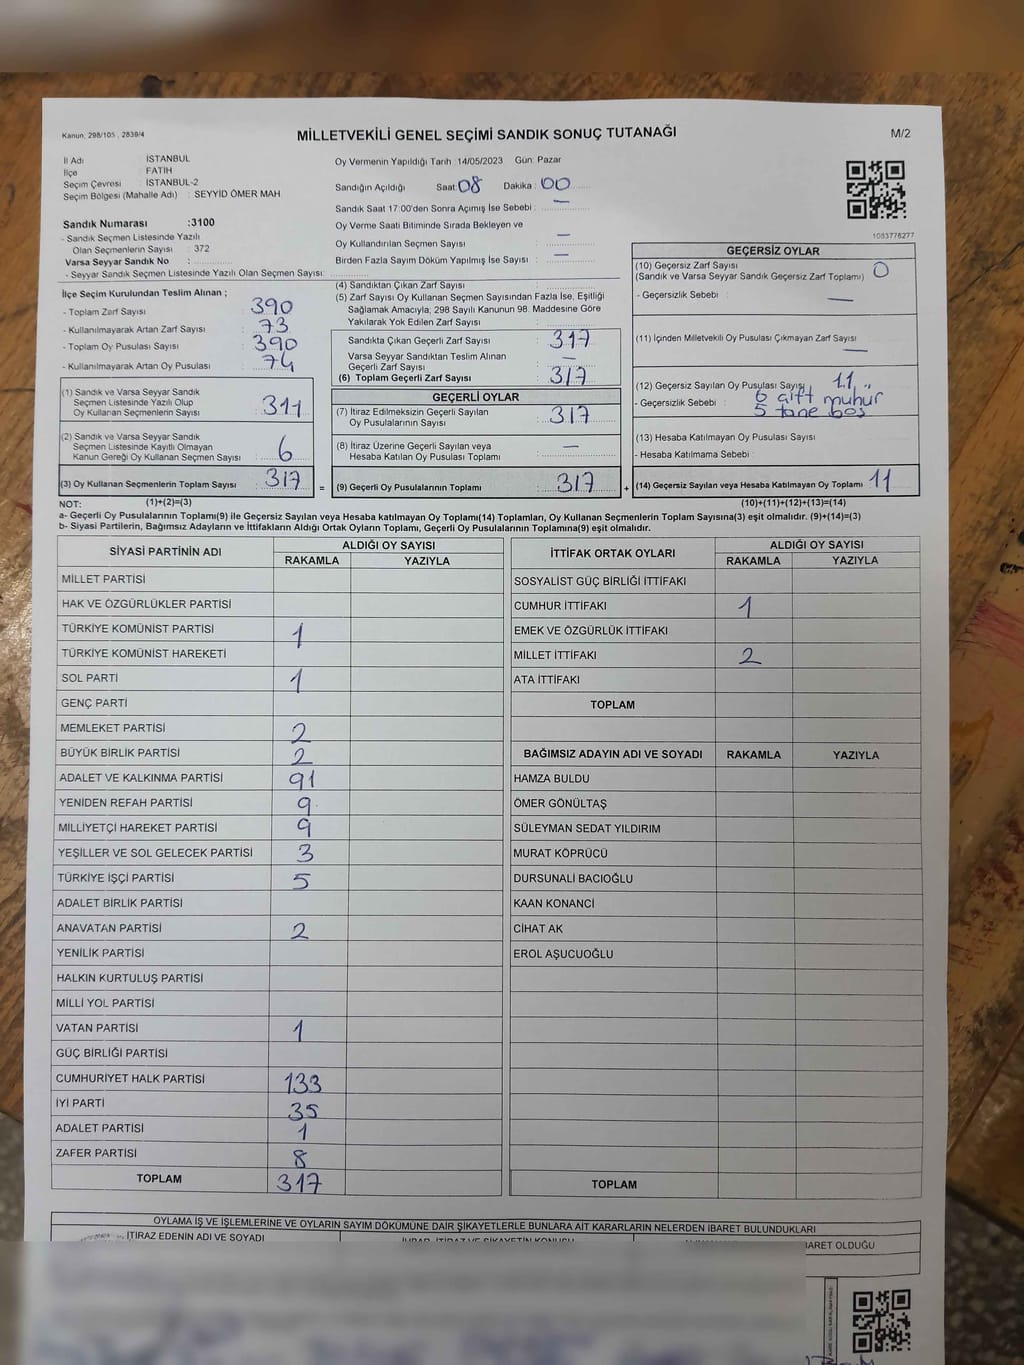 Kanun, 298/105 , 2839/4
MİLLETVEKİLİ GENEL SEÇİMİ SANDIK SONUÇ TUTANAĞI
M/2
İl Adı : İSTANBUL
İlçe : FATİH
Seçim Çevresi : İSTANBUL-2
Seçim Bölgesi (Mahalle Adı) : SEYYİD ÖMER MAH
Sandık Numarası :3100
- Sandık Seçmen Listesinde Yazılı
Olan Seçmenlerin Sayısı : 372
Varsa Seyyar Sandık No :
- Seyyar Sandık Seçmen Listesinde Yazılı Olan Seçmen Sayısı:
Oy Vermenin Yapıldığı Tarih :14/05/2023 Gün: Pazar
Sandığın Açıldığı Saat:08 Dakika : 00
Sandık Saat 17:00'den Sonra Açımış İse Sebebi : —
Oy Verme Saati Bitiminde Sırada Bekleyen ve
Oy Kullandırılan Seçmen Sayısı : —
Birden Fazla Sayım Döküm Yapılmış İse Sayısı : —
1083776277
İlçe Seçim Kurulundan Teslim Alınan ;
- Toplam Zarf Sayısı : 390
- Kullanılmayarak Artan Zarf Sayısı : 73
- Toplam Oy Pusulası Sayısı : 390
- Kullanılmayarak Artan Oy Pusulası : 74
(1) Sandık ve Varsa Seyyar Sandık
Seçmen Listesinde Yazılı Olup
Oy Kullanan Seçmenlerin Sayısı : 311
(2) Sandık ve Varsa Seyyar Sandık
Seçmen Listesinde Kayıtlı Olmayan
Kanun Gereği Oy Kullanan Seçmen Sayısı : 6
(3) Oy Kullanan Seçmenlerin Toplam Sayısı : 317
(1)+(2)=(3)
(4) Sandıktan Çıkan Zarf Sayısı :
(5) Zarf Sayısı Oy Kullanan Seçmen Sayısından Fazla İse, Eşitliği
Sağlamak Amacıyla; 298 Sayılı Kanunun 98. Maddesine Göre
Yakılarak Yok Edilen Zarf Sayısı :
Sandıkta Çıkan Geçerli Zarf Sayısı : 317
Varsa Seyyar Sandıktan Teslim Alınan
Geçerli Zarf Sayısı : —
(6) Toplam Geçerli Zarf Sayısı : 317
GEÇERLİ OYLAR
(7) İtiraz Edilmeksizin Geçerli Sayılan
Oy Pusulalarının Sayısı : 317
(8) İtiraz Üzerine Geçerli Sayılan veya
Hesaba Katılan Oy Pusulası Toplamı : —
= (9) Geçerli Oy Pusulalarının Toplamı : 317 +
GEÇERSİZ OYLAR
(10) Geçersiz Zarf Sayısı : 0
(Sandık ve Varsa Seyyar Sandık Geçersiz Zarf Toplamı)
- Geçersizlik Sebebi : —
(11) İçinden Milletvekili Oy Pusulası Çıkmayan Zarf Sayısı : —
(12) Geçersiz Sayılan Oy Pusulası Sayısı : 11
- Geçersizlik Sebebi : 6 çift mühür
5 tane boş
(13) Hesaba Katılmayan Oy Pusulası Sayısı
- Hesaba Katılmama Sebebi :
(14) Geçersiz Sayılan veya Hesaba Katılmayan Oy Toplamı : 11
(10)+(11)+(12)+(13)=(14)
NOT:
a- Geçerli Oy Pusulaları Toplamı(9) ile Geçersiz Sayılan veya Hesaba katılmayan Oy Toplamı(14) Toplamları, Oy Kullanan Seçmenlerin Toplam Sayısına(3) eşit olmalıdır. (9)+(14)=(3)
b- Siyasi Partilerin, Bağımsız Adayların ve İttifakların Aldığı Ortak Oyların Toplamı, Geçerli Oy Pusulalarının Toplamına(9) eşit olmalıdır.
SİYASİ PARTİNİN ADI ALDIĞI OY SAYISI
RAKAMLA YAZIYLA
MİLLET PARTİSİ
HAK VE ÖZGÜRLÜKLER PARTİSİ
TÜRKİYE KOMÜNİST PARTİSİ 1
TÜRKİYE KOMÜNİST HAREKETİ
SOL PARTİ 1
GENÇ PARTİ
MEMLEKET PARTİSİ 2
BÜYÜK BİRLİK PARTİSİ 2
ADALET VE KALKINMA PARTİSİ 91
YENİDEN REFAH PARTİSİ 9
MİLLİYETÇİ HAREKET PARTİSİ 9
YEŞİLLER VE SOL GELECEK PARTİSİ 3
TÜRKİYE İŞÇİ PARTİSİ 5
ADALET BİRLİK PARTİSİ
ANAVATAN PARTİSİ 2
YENİLİK PARTİSİ
HALKIN KURTULUŞ PARTİSİ
MİLLİ YOL PARTİSİ
VATAN PARTİSİ 1
GÜÇ BİRLİĞİ PARTİSİ
CUMHURİYET HALK PARTİSİ 133
İYİ PARTİ 35
ADALET PARTİSİ 1
ZAFER PARTİSİ 8
TOPLAM 317
İTTİFAK ORTAK OYLARI ALDIĞI OY SAYISI
RAKAMLA YAZIYLA
SOSYALİST GÜÇ BİRLİĞİ İTTİFAKI
CUMHUR İTTİFAKI 1
EMEK VE ÖZGÜRLÜK İTTİFAKI
MİLLET İTTİFAKI 2
ATA İTTİFAKI
TOPLAM
BAĞIMSIZ ADAYIN ADI VE SOYADI RAKAMLA YAZIYLA
HAMZA BULDU
ÖMER GÖNÜLTAŞ
SÜLEYMAN SEDAT YILDIRIM
MURAT KÖPRÜCÜ
DURSUNALİ BACIOĞLU
KAAN KONANCİ
CİHAT AK
EROL AŞUCUOĞLU
TOPLAM
OYLAMA İŞ VE İŞLEMLERİNE VE OYLARIN SAYIM DÖKÜMÜNE DAİR ŞİKAYETLERLE BUNLARA AİT KARARLARIN NELERDEN İBARET BULUNDUKLARI
İTİRAZ EDENİN ADI VE SOYADI
İHBAR, İTİRAZ VE ŞİKAYETİN KONUSU
İBARET OLDUĞU